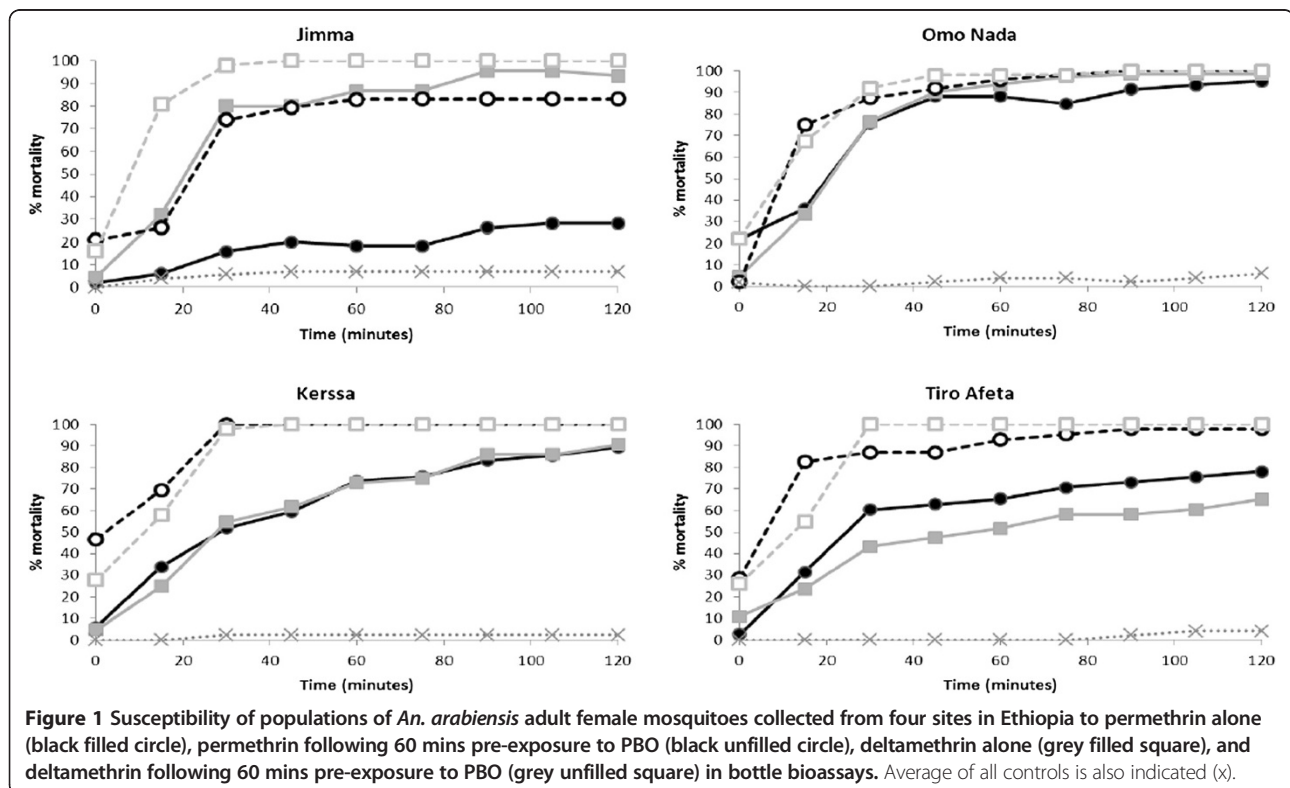 Jimma
100
90
80
70
60
50
40
30
20
10
0
% mortality
0 20 40 60 80 100 120
Time (minutes)
Omo Nada
100
90
80
70
60
50
40
30
20
10
0
% mortality
0 20 40 60 80 100 120
Time (minutes)
Kerssa
100
90
80
70
60
50
40
30
20
10
0
% mortality
0 20 40 60 80 100 120
Time (minutes)
Tiro Afeta
100
90
80
70
60
50
40
30
20
10
0
% mortality
0 20 40 60 80 100 120
Time (minutes)
Figure 1 Susceptibility of populations of An. arabiensis adult female mosquitoes collected from four sites in Ethiopia to permethrin alone
(black filled circle), permethrin following 60 mins pre-exposure to PBO (black unfilled circle), deltamethrin alone (grey filled square), and
deltamethrin following 60 mins pre-exposure to PBO (grey unfilled square) in bottle bioassays. Average of all controls is also indicated (x).